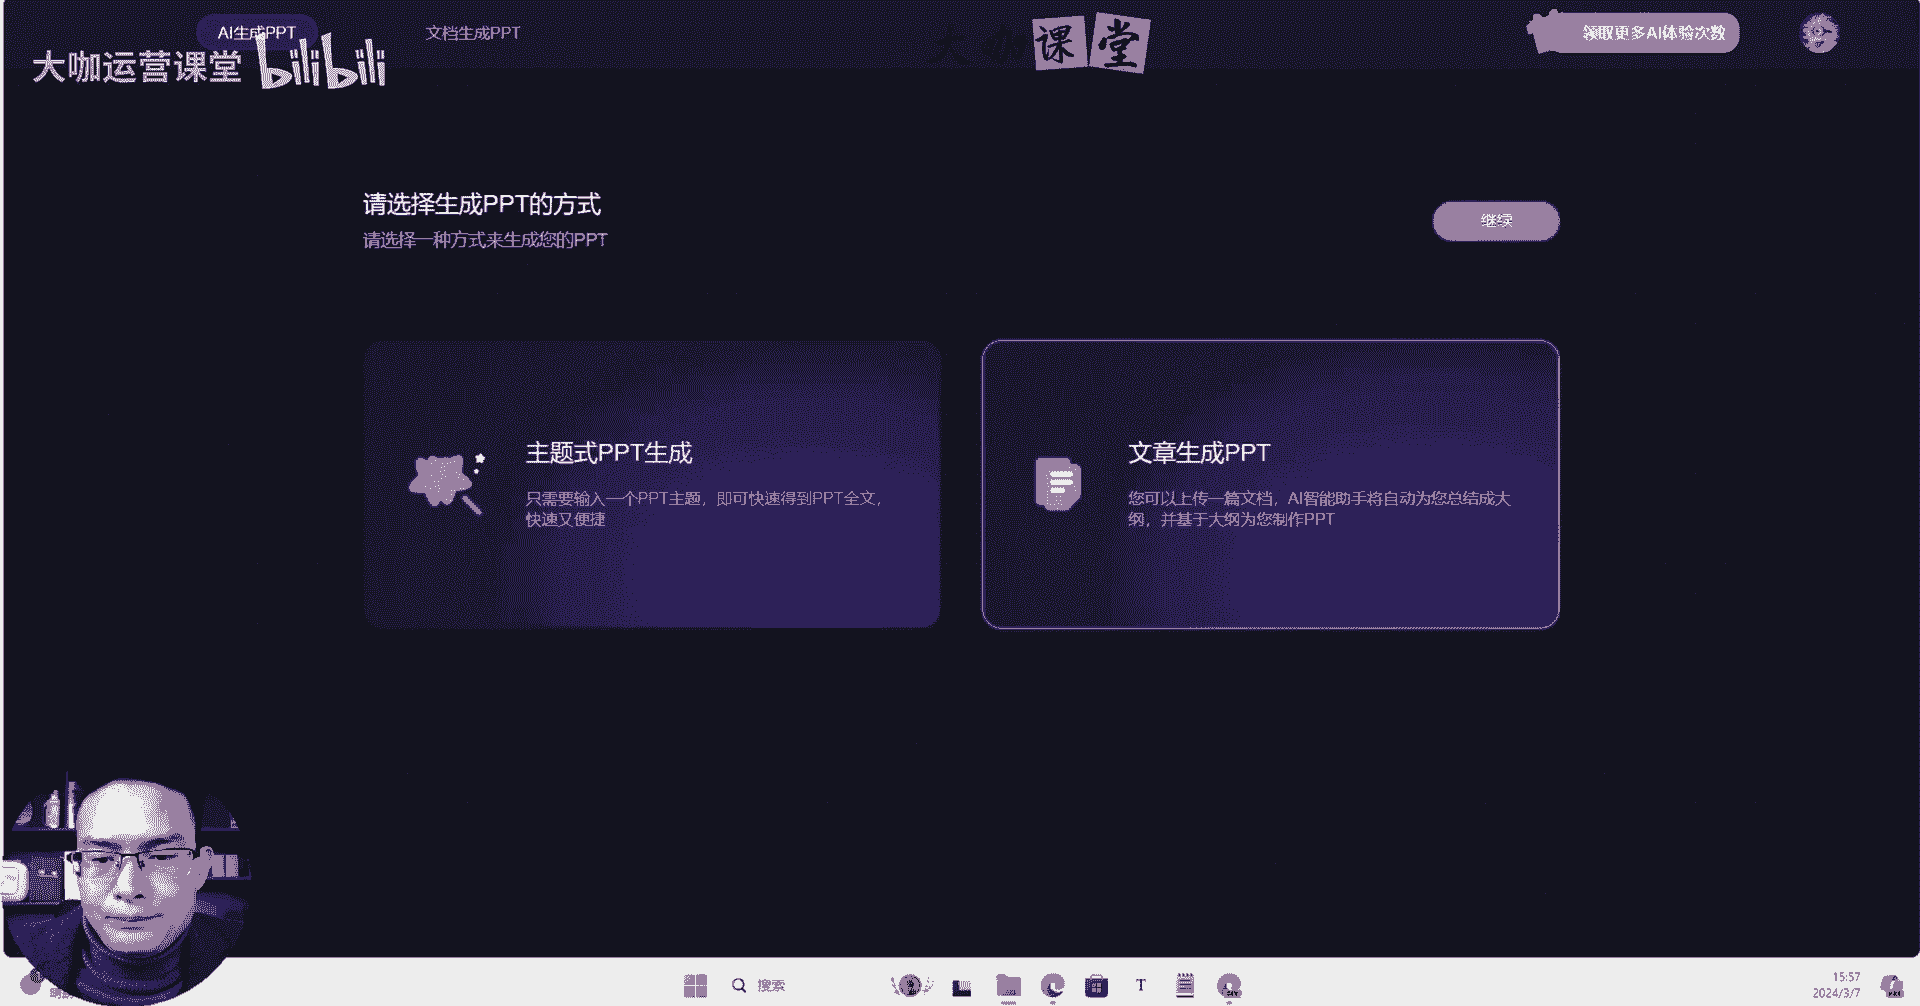 AI生成PPT
文档生成PPT
课堂
领取更多AI体验次数
大咖运营课堂 bilibili
请选择生成PPT的方式
请选择一种方式来生成您的PPT
继续
主题式PPT生成
只需要输入一个PPT主题，即可快速得到PPT全文，
快速又便捷
文章生成PPT
您可以上传一篇文档，AI智能助手将自动为您总结成大
纲，并基于大纲为您制作PPT
搜索
T
15:57
2024/3/7